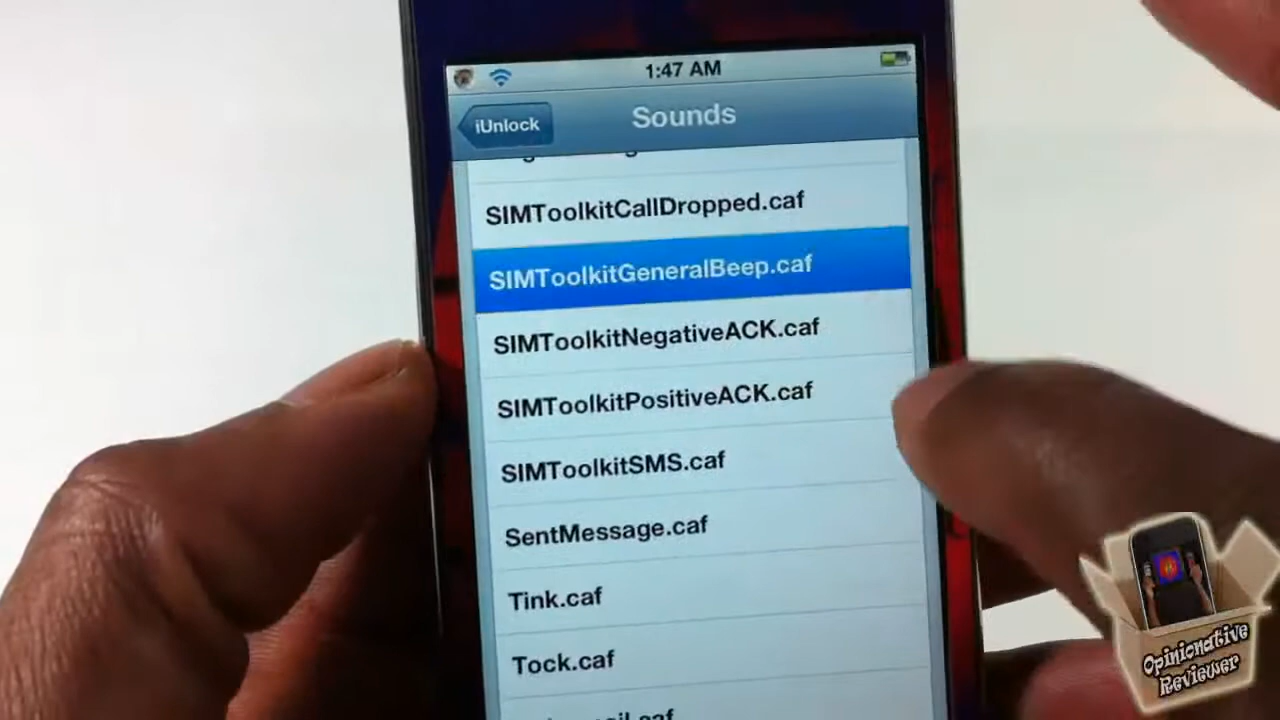 1:47 AM
iUnlock
Sounds
SIMToolkitCallDropped.caf
SIMToolkitGeneralBeep.caf
SIMToolkitNegativeACK.caf
SIMToolkitPositiveACK.caf
SIMToolkitSMS.caf
SentMessage.caf
Tink.caf
Tock.caf
Opinionative
Reviewer